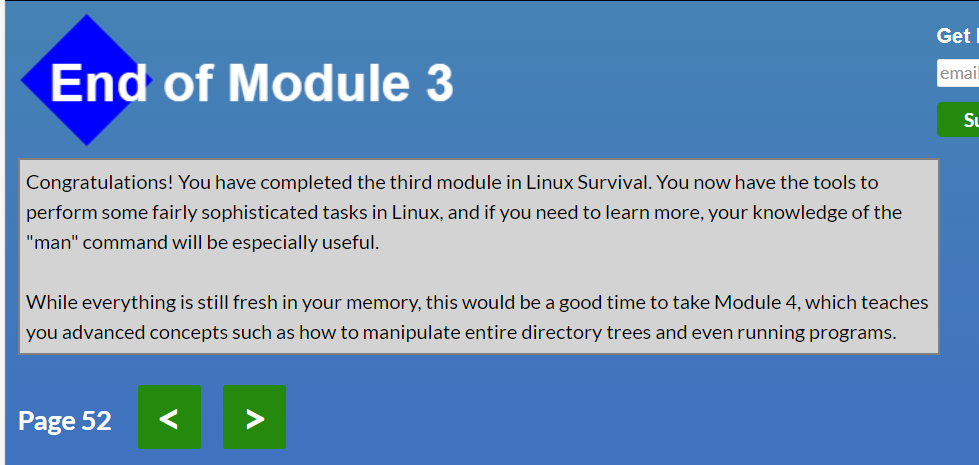 End of Module 3
Get
email
Congratulations! You have completed the third module in Linux Survival. You now have the tools to
perform some fairly sophisticated tasks in Linux, and if you need to learn more, your knowledge of the
"man" command will be especially useful.
While everything is still fresh in your memory, this would be a good time to take Module 4, which teaches
you advanced concepts such as how to manipulate entire directory trees and even running programs.
Page 52 < >